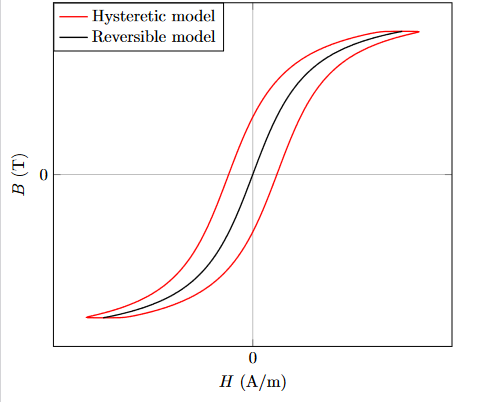 Hysteretic model
Reversible model
B (T)
0
0
H (A/m)